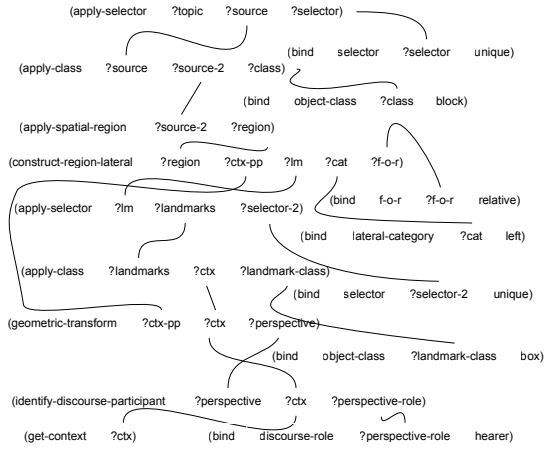 (apply-selector ?topic ?source ?selector)
(bind selector ?selector unique)
(apply-class ?source ?source-2 ?class)
(bind object-class ?class block)
(apply-spatial-region ?source-2 ?region)
(construct-region-lateral ?region ?ctx-pp ?lm ?cat ?f-o-r)
(bind f-o-r ?f-o-r relative)
(apply-selector ?lm ?landmarks ?selector-2)
(bind lateral-category ?cat left)
(apply-class ?landmarks ?ctx ?landmark-class)
(bind selector ?selector-2 unique)
(geometric-transform ?ctx-pp ?ctx ?perspective)
(bind object-class ?landmark-class box)
(identify-discourse-participant ?perspective ?ctx ?perspective-role)
(get-context ?ctx) (bind discourse-role ?perspective-role hearer)